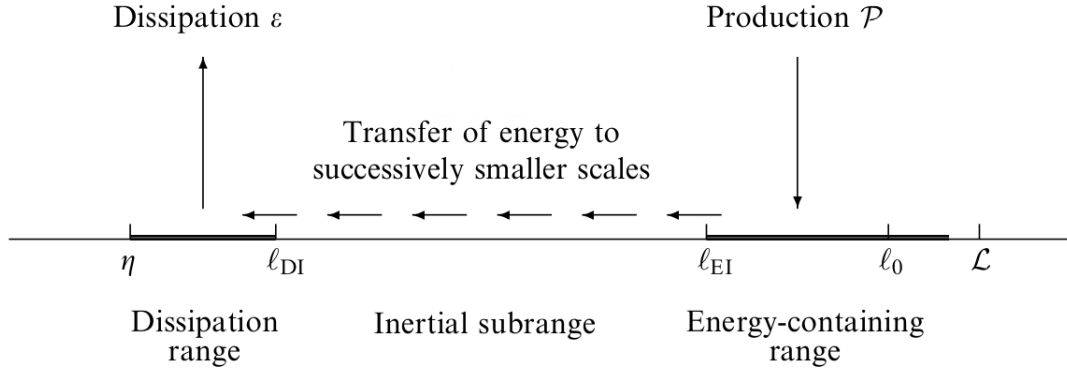 Dissipation ε
Production 𝒫
Transfer of energy to
successively smaller scales
η
ℓ_DI
ℓ_EI
ℓ_0
ℒ
Dissipation
range
Inertial subrange
Energy-containing
range